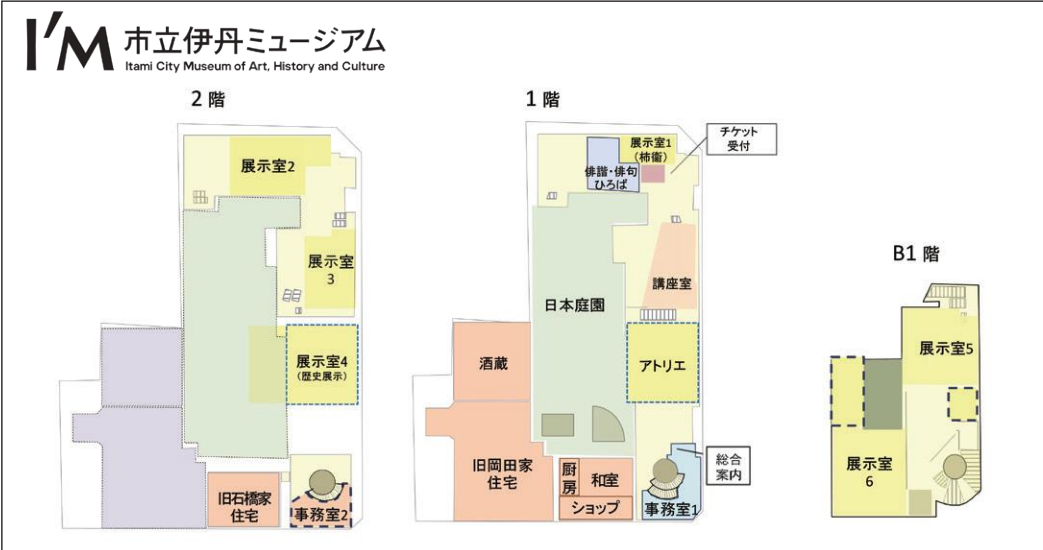 I'M 市立伊丹ミュージアム
Itami City Museum of Art, History and Culture
2 階
展示室2
展示室
3
展示室4
(歴史展示)
旧石橋家
住宅
事務室2
1 階
チケット
受付
展示室1
(柿衞)
俳諧・俳句
ひろば
講座室
日本庭園
酒蔵
アトリエ
旧岡田家
住宅
厨
房
和室
ショップ
総合
案内
事務室1
B1 階
展示室5
展示室
6